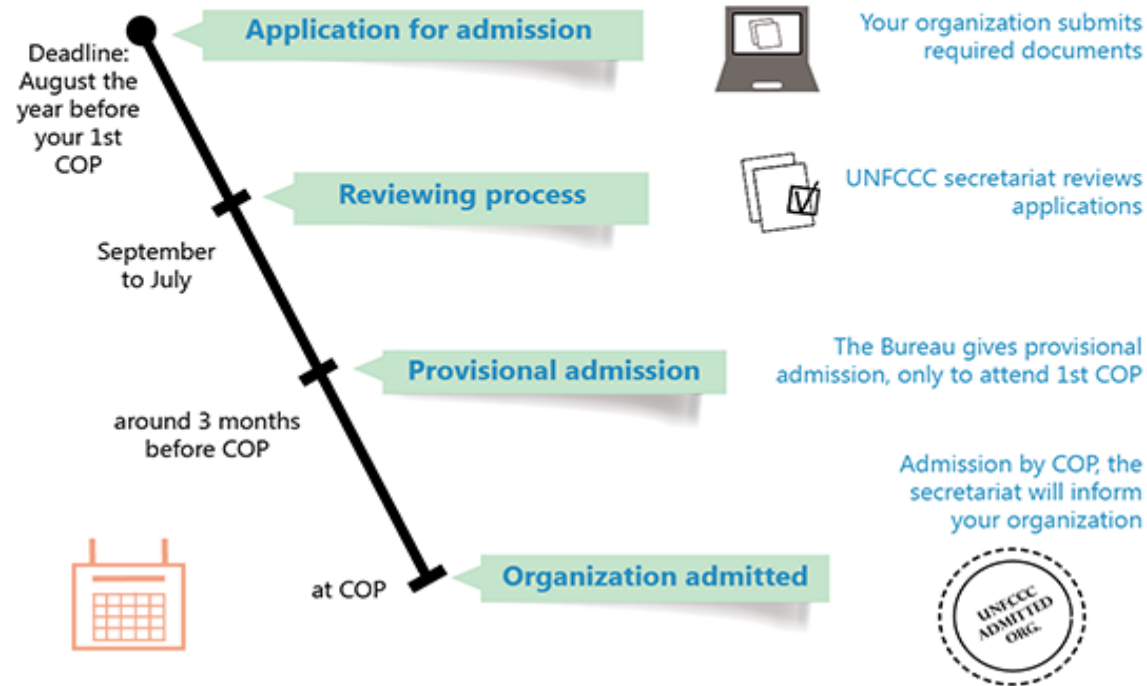 Application for admission
Your organization submits
required documents
Deadline:
August the
year before
your 1st
COP
Reviewing process
UNFCCC secretariat reviews
applications
September
to July
Provisional admission
The Bureau gives provisional
admission, only to attend 1st COP
around 3 months
before COP
Admission by COP, the
secretariat will inform
your organization
at COP
Organization admitted
UNFCCC
ADMITTED
ORG.